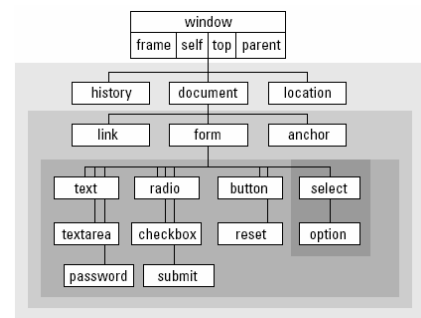 window
frame self top parent
history document location
link form anchor
text radio button select
textarea checkbox reset option
password submit